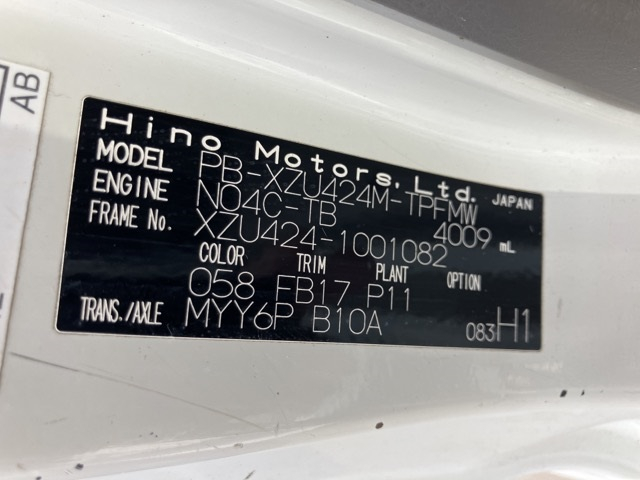 AB
Hino Motors, Ltd. JAPAN
MODEL PB-XZU424M-TPFMW
ENGINE N04C-TB 4009 mL
FRAME No. XZU424-1001082
COLOR TRIM PLANT OPTION
058 FB17 P11
TRANS./AXLE MYY6P B10A
083H1